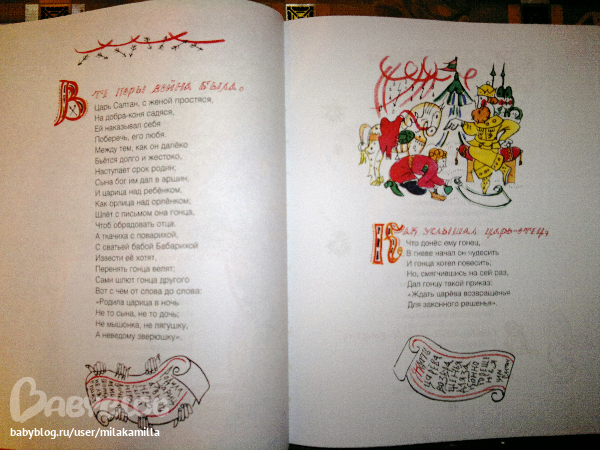 В те поры война была.
Царь Салтан, с женой простяся,
На добра-коня садяся,
Ей наказывал себя
Поберечь, его любя.
Между тем, как он далёко
Бьётся долго и жестоко,
Наступает срок родин;
Сына бог им дал в аршин,
И царица над ребёнком,
Как орлица над орлёнком;
Шлёт с письмом она гонца,
Чтоб обрадовать отца.
А ткачиха с поварихой,
С сватьей бабой Бабарихой
Извести её хотят,
Перенять гонца велят;
Сами шлют гонца другого
Вот с чем от слова до слова:
«Родила царица в ночь
Не то сына, не то дочь;
Не мышонка, не лягушку,
А неведому зверюшку».
Как услышал царь-отец,
Что донёс ему гонец,
В гневе начал он чудесить
И гонца хотел повесить;
Но, смягчившись на сей раз,
Дал гонцу такой приказ:
«Ждать царёва возвращенья
Для законного решенья».
BABYBLOG
babyblog.ru/user/milakamilla